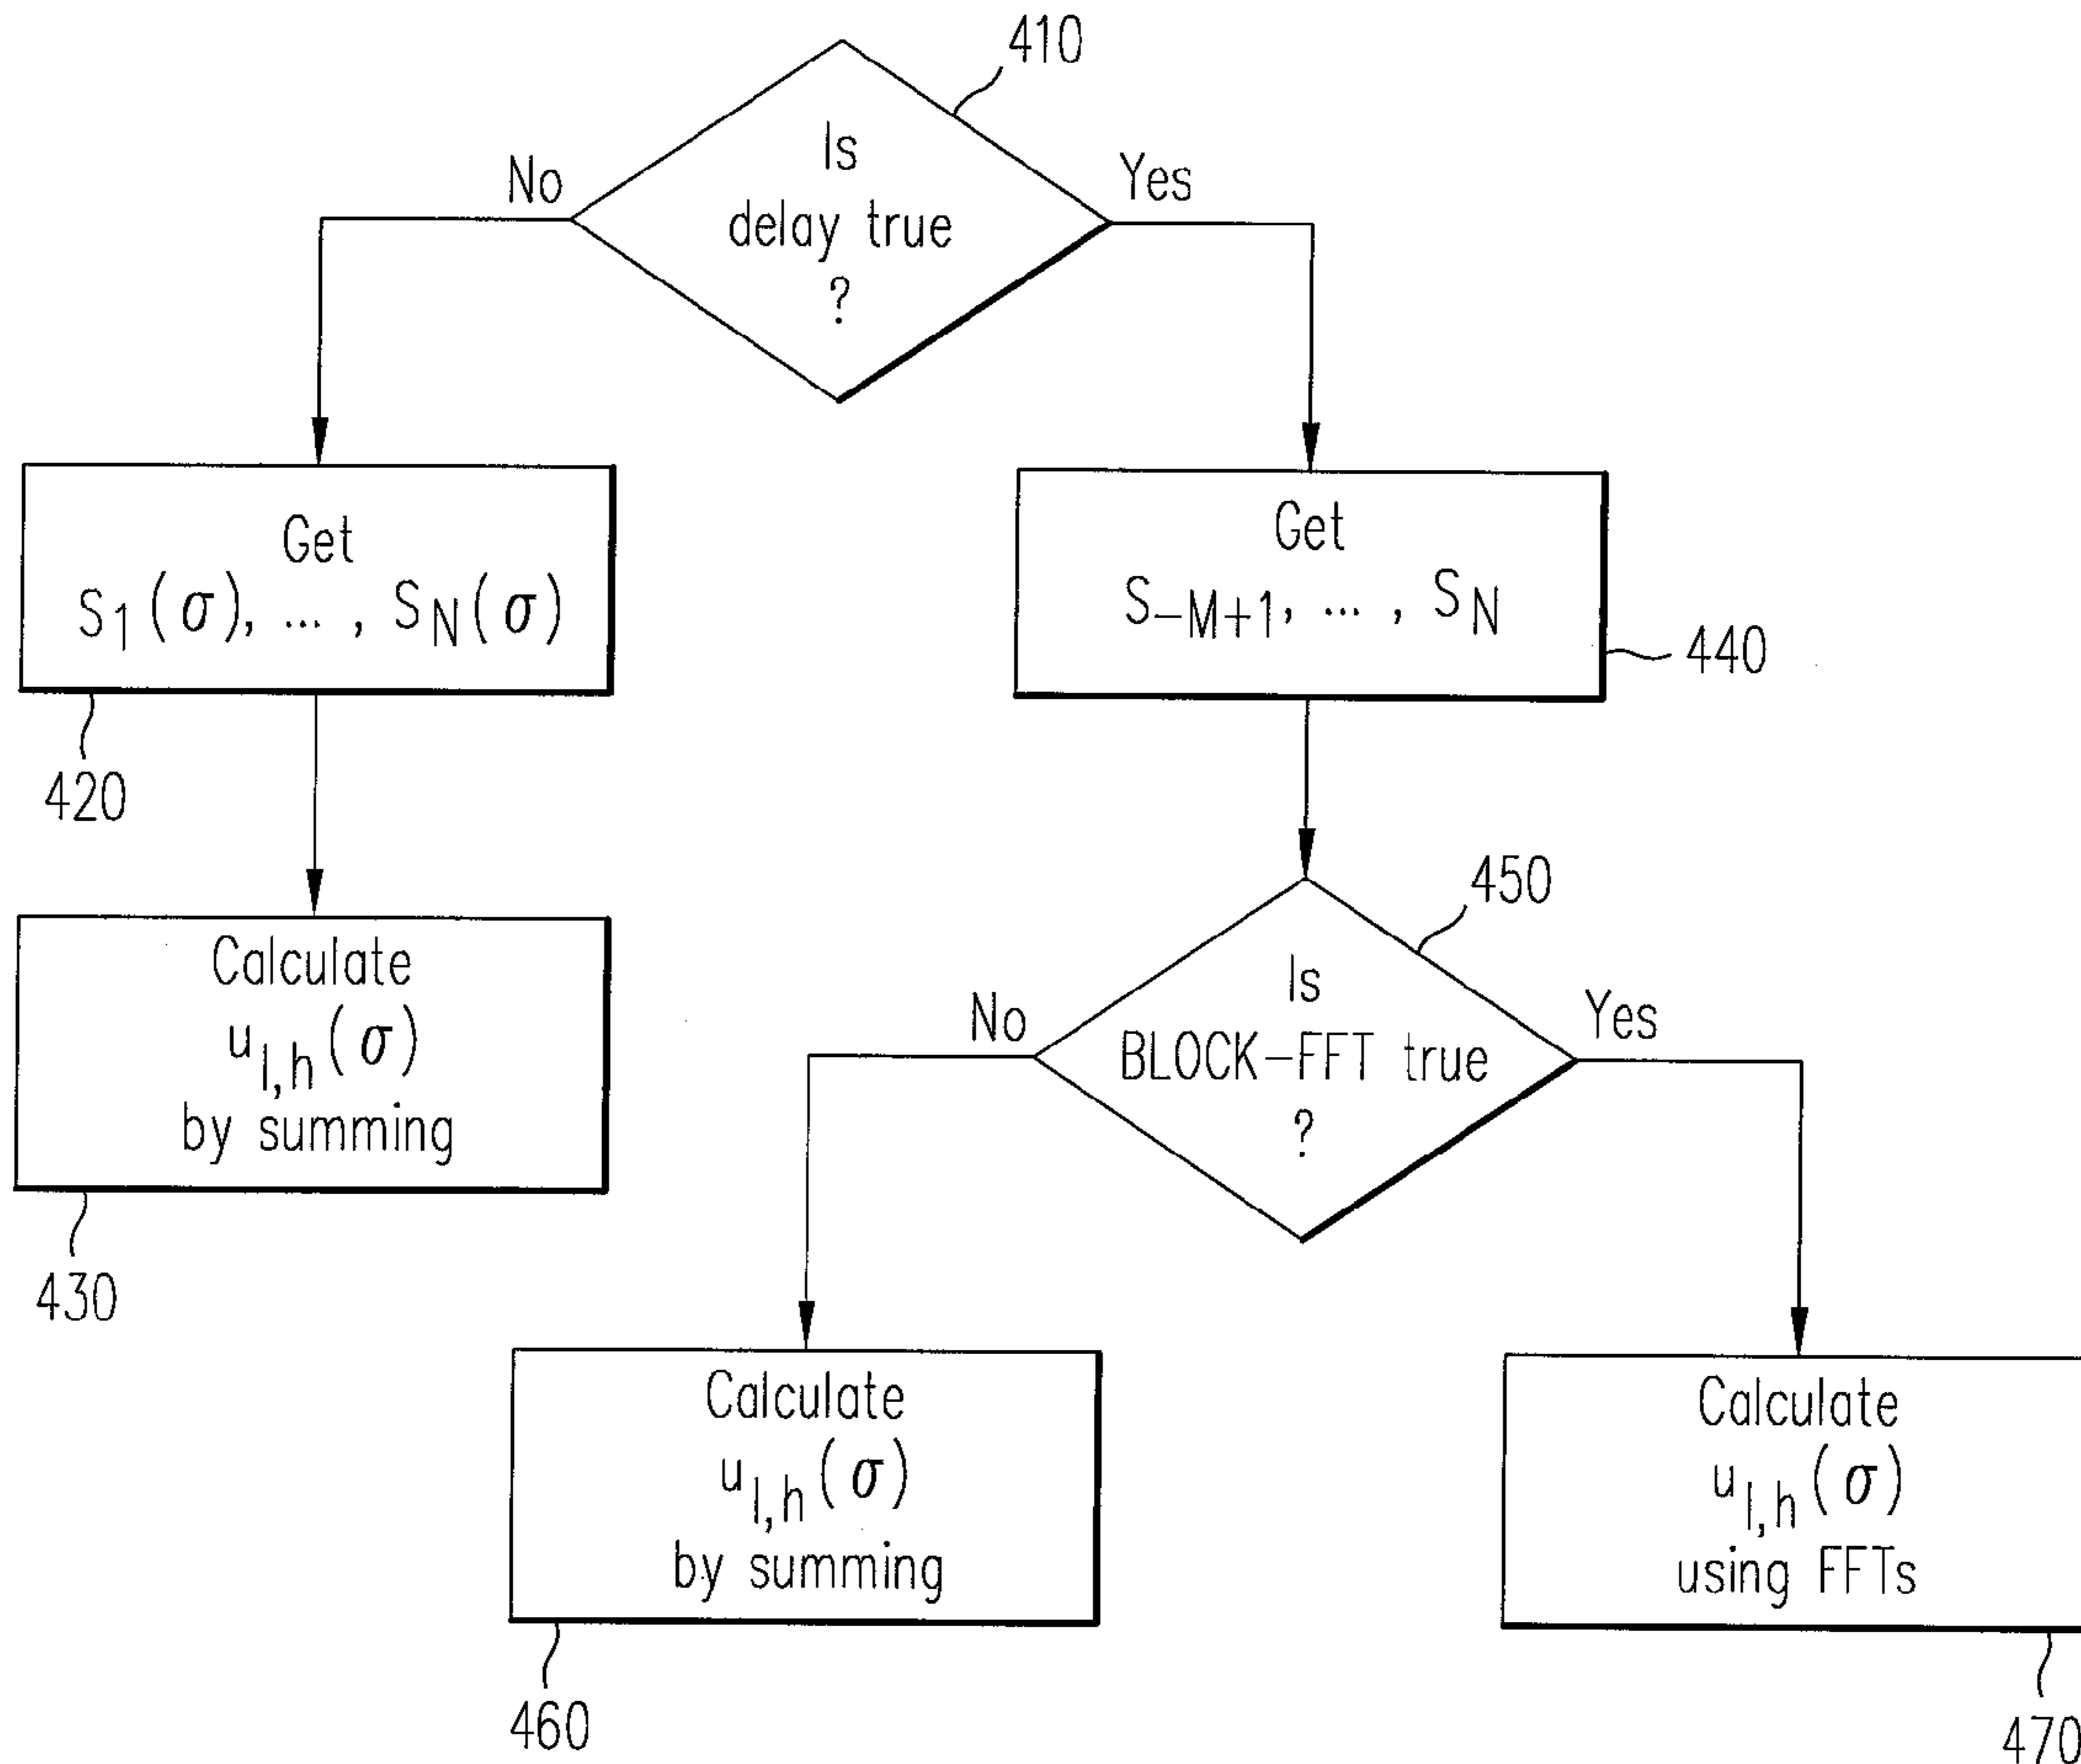 410
Is
delay true
?
No
Yes
Get
S1(σ), ... , SN(σ)
420
Get
S-M+1, ... , SN
440
Calculate
ul,h(σ)
by summing
430
450
Is
BLOCK-FFT true
?
No
Yes
Calculate
ul,h(σ)
by summing
460
Calculate
ul,h(σ)
using FFTs
470